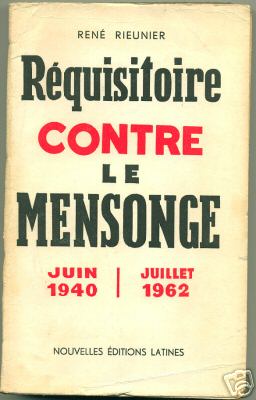 RENÉ RIEUNIER
Réquisitoire
CONTRE
LE
MENSONGE
JUIN | JUILLET
1940 | 1962
NOUVELLES ÉDITIONS LATINES